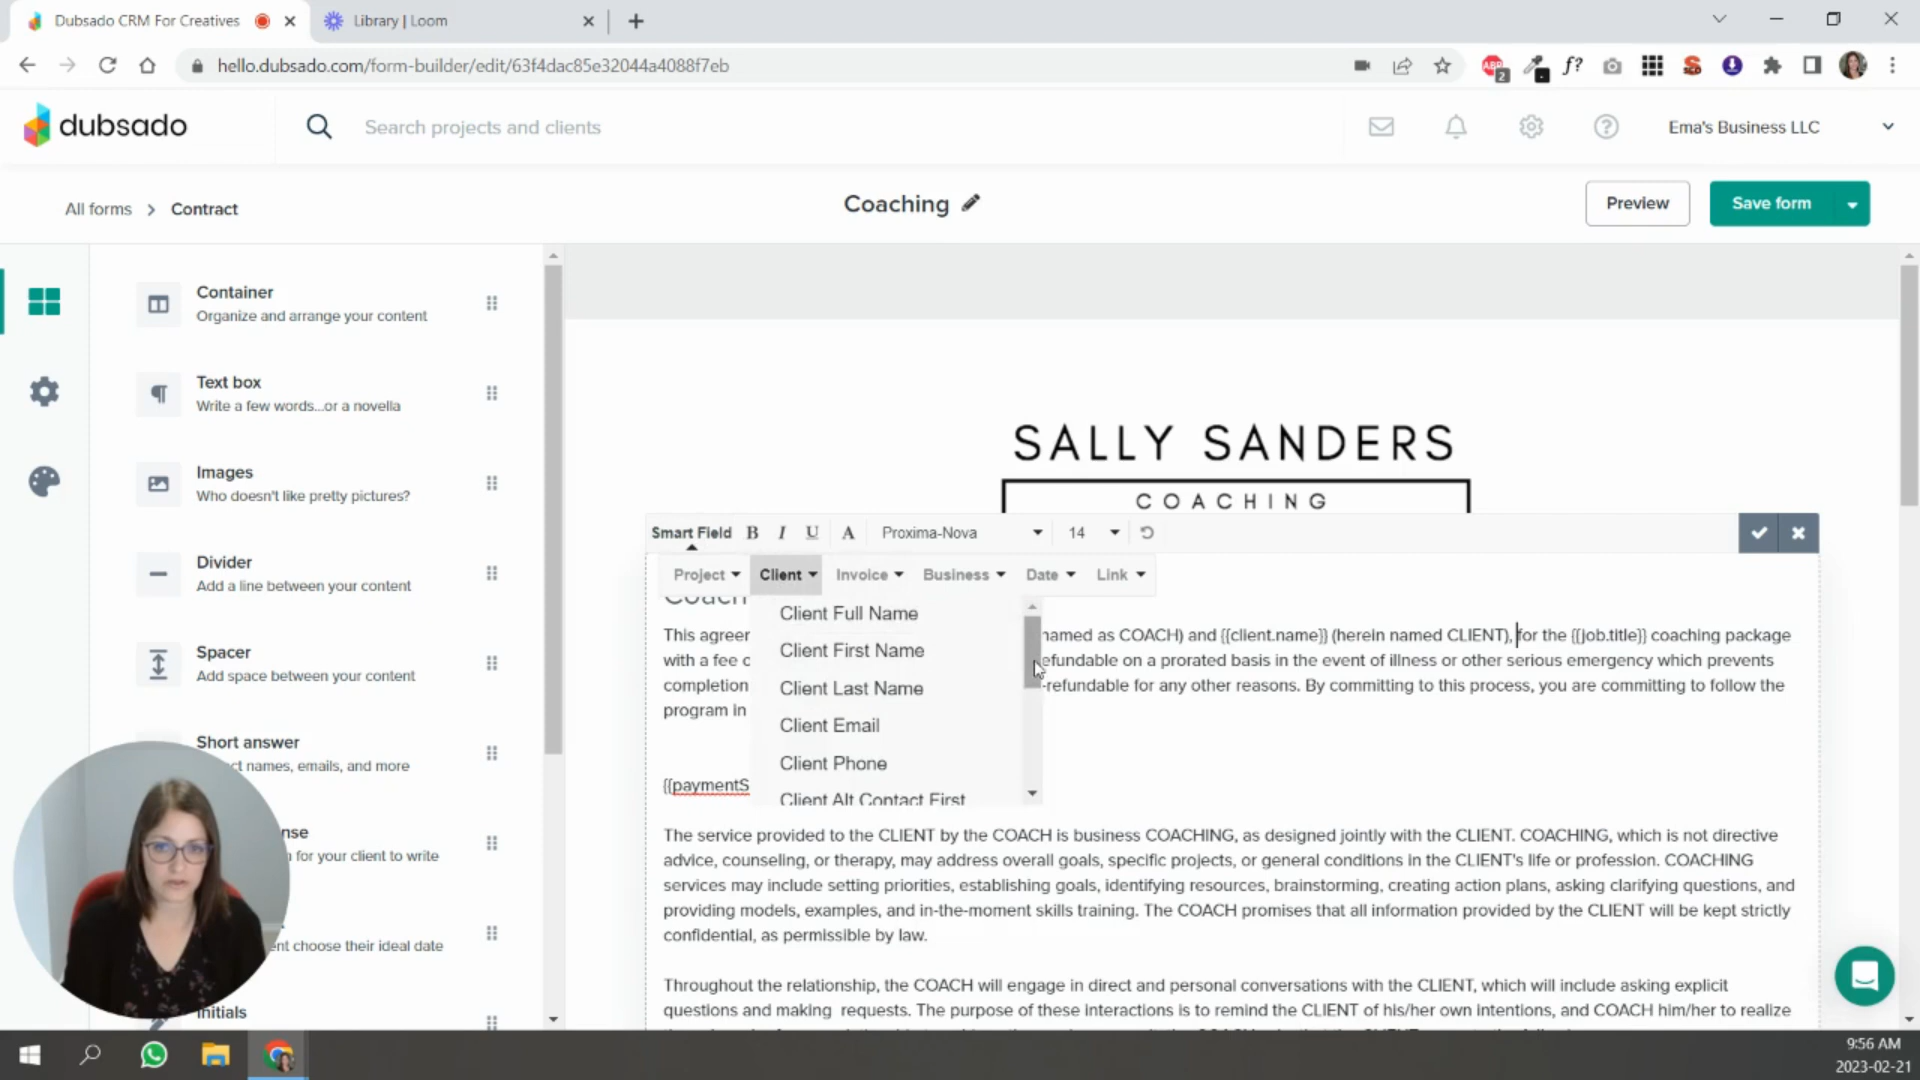 Dubsado CRM For Creatives
Library | Loom
hello.dubsado.com/form-builder/edit/63f4dac85e32044a4088f7eb
ABP
2
f?
dubsado
Search projects and clients
Ema's Business LLC
All forms > Contract
Coaching
Preview
Save form
Container
Organize and arrange your content
Text box
Write a few words...or a novella
Images
Who doesn't like pretty pictures?
Divider
Add a line between your content
Spacer
Add space between your content
Short answer
ct names, emails, and more
nse
n for your client to write
ent choose their ideal date
Initials
SALLY SANDERS
COACHING
Smart Field B I U A Proxima-Nova 14
Project Client Invoice Business Date Link
Coach
Client Full Name
Client First Name
Client Last Name
Client Email
Client Phone
Client Alt Contact First
This agreer named as COACH) and {{client.name}} (herein named CLIENT), for the {{job.title}} coaching package
with a fee o efundable on a prorated basis in the event of illness or other serious emergency which prevents
completion -refundable for any other reasons. By committing to this process, you are committing to follow the
program in
{{paymentS
The service provided to the CLIENT by the COACH is business COACHING, as designed jointly with the CLIENT. COACHING, which is not directive
advice, counseling, or therapy, may address overall goals, specific projects, or general conditions in the CLIENT's life or profession. COACHING
services may include setting priorities, establishing goals, identifying resources, brainstorming, creating action plans, asking clarifying questions, and
providing models, examples, and in-the-moment skills training. The COACH promises that all information provided by the CLIENT will be kept strictly
confidential, as permissible by law.
Throughout the relationship, the COACH will engage in direct and personal conversations with the CLIENT, which will include asking explicit
questions and making requests. The purpose of these interactions is to remind the CLIENT of his/her own intentions, and COACH him/her to realize
9:56 AM
2023-02-21